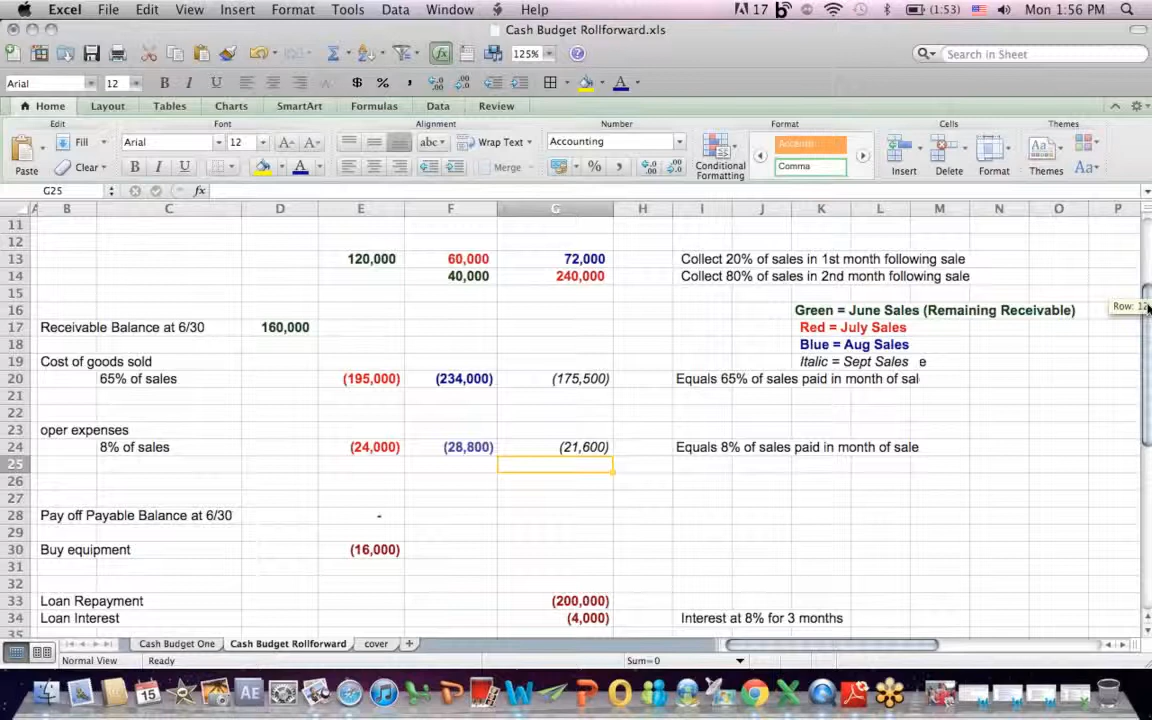 Excel File Edit View Insert Format Tools Data Window Help 17 (1:53) Mon 1:56 PM
Cash Budget Rollforward.xls
125% Search in Sheet
Arial 12 B I U $ % , A
Home Layout Tables Charts SmartArt Formulas Data Review
Edit Font Alignment Number Format Cells Themes
Paste Fill Arial 12 A A abc Wrap Text Accounting Conditional Formatting Accent6 Comma Insert Delete Format Themes Aa
Clear B I U A Merge % , Aa
G25 fx
A B C D E F G H I J K L M N O P
11
12
13 120,000 60,000 72,000 Collect 20% of sales in 1st month following sale
14 40,000 240,000 Collect 80% of sales in 2nd month following sale
15
16 Green = June Sales (Remaining Receivable) Row: 12
17 Receivable Balance at 6/30 160,000 Red = July Sales
18 Blue = Aug Sales
19 Cost of goods sold Italic = Sept Sales e
20 65% of sales (195,000) (234,000) (175,500) Equals 65% of sales paid in month of sal
21
22
23 oper expenses
24 8% of sales (24,000) (28,800) (21,600) Equals 8% of sales paid in month of sale
25
26
27
28 Pay off Payable Balance at 6/30 -
29
30 Buy equipment (16,000)
31
32
33 Loan Repayment (200,000)
34 Loan Interest (4,000) Interest at 8% for 3 months
35
Cash Budget One Cash Budget Rollforward cover +
Normal View Ready Sum=0
15 AE W P O X